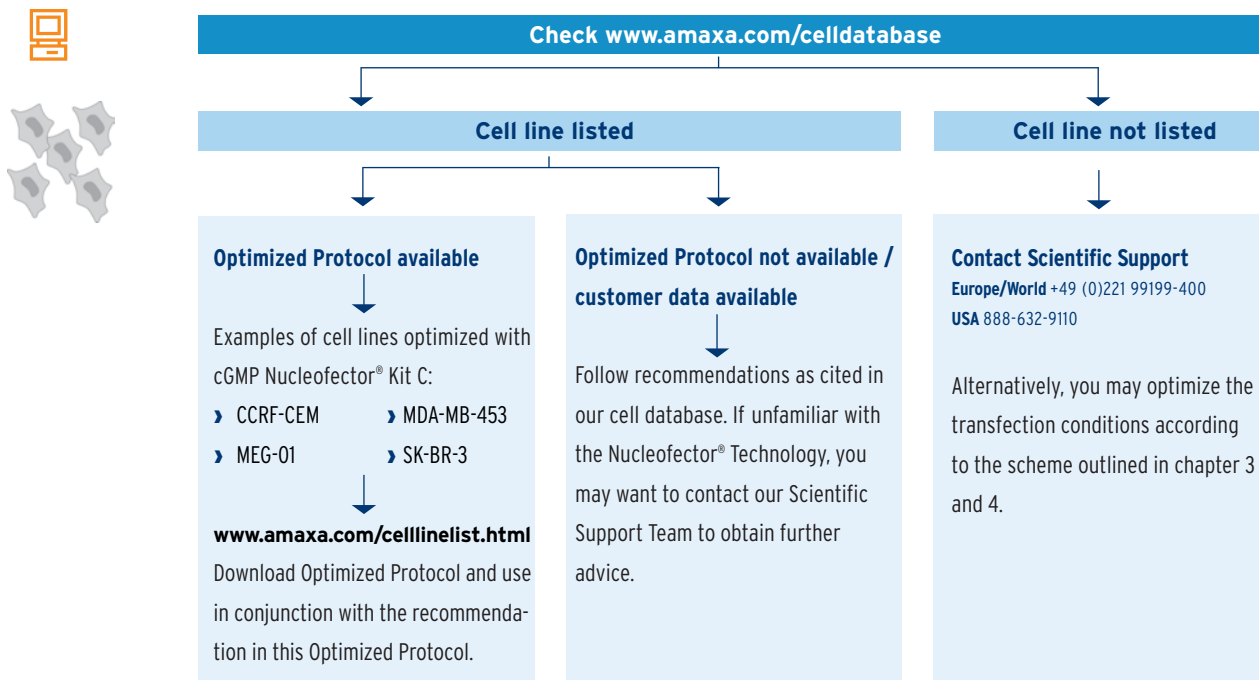 Check www.amaxa.com/celldatabase
Cell line listed
Cell line not listed
Optimized Protocol available
Examples of cell lines optimized with
cGMP Nucleofector® Kit C:
❱ CCRF-CEM
❱ MDA-MB-453
❱ MEG-01
❱ SK-BR-3
www.amaxa.com/celllinelist.html
Download Optimized Protocol and use
in conjunction with the recommenda-
tion in this Optimized Protocol.
Optimized Protocol not available /
customer data available
Follow recommendations as cited in
our cell database. If unfamiliar with
the Nucleofector® Technology, you
may want to contact our Scientific
Support Team to obtain further
advice.
Contact Scientific Support
Europe/World +49 (0)221 99199-400
USA 888-632-9110
Alternatively, you may optimize the
transfection conditions according
to the scheme outlined in chapter 3
and 4.